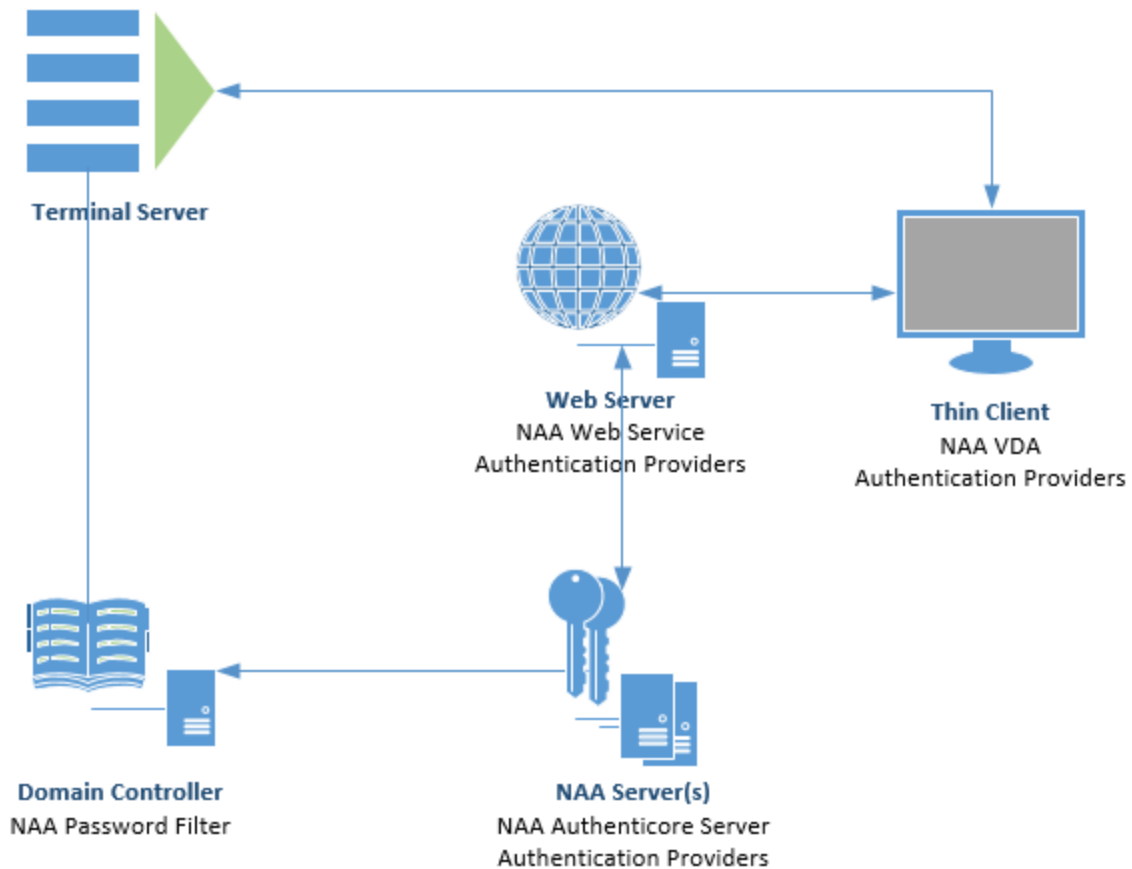 Terminal Server
Web Server
NAA Web Service
Authentication Providers
Thin Client
NAA VDA
Authentication Providers
Domain Controller
NAA Password Filter
NAA Server(s)
NAA Authenticore Server
Authentication Providers